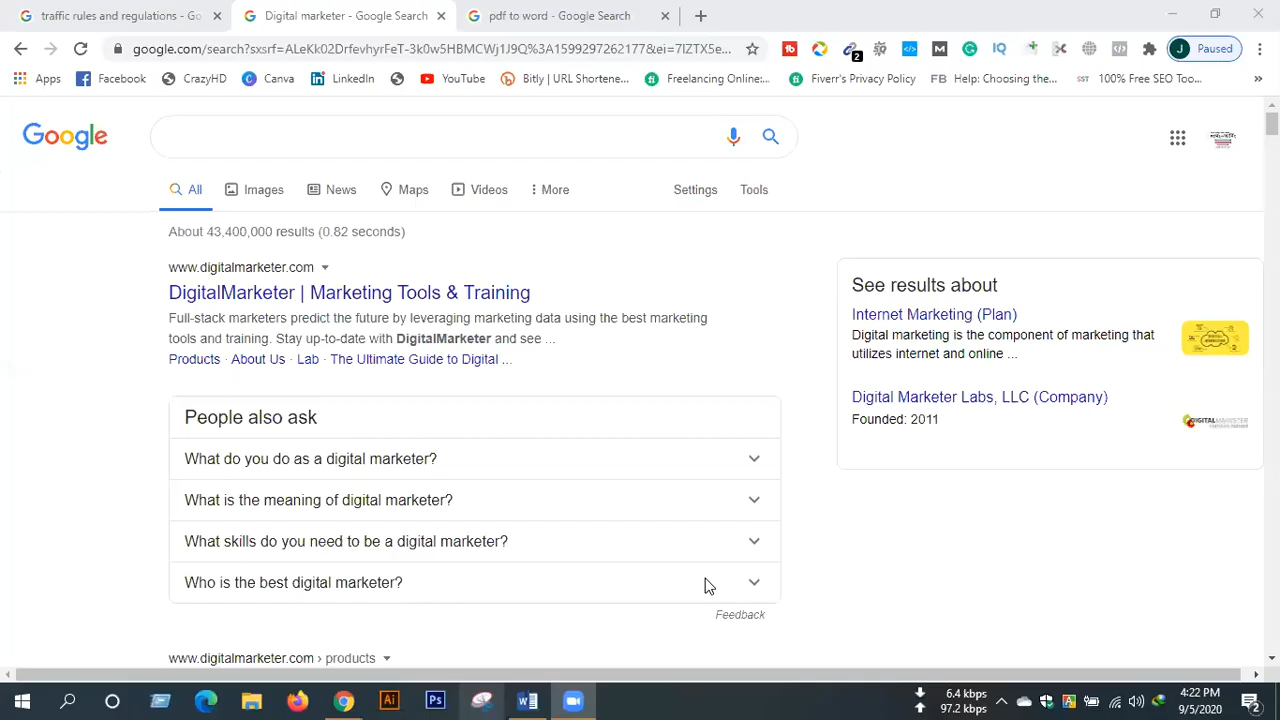 traffic rules and regulations - Go
Digital marketer - Google Search
pdf to word - Google Search
google.com/search?sxsrf=ALeKk02DrfevhyrFeT-3k0w5HBMCWj1J9Q%3A1599297262177&ei=7lZTX5e...
2
J Paused
Apps
Facebook
CrazyHD
Canva
LinkedIn
YouTube
Bitly | URL Shortene...
Freelancing Online:...
Fiverr's Privacy Policy
FB Help: Choosing the...
SST 100% Free SEO Too...
»
Google
All
Images
News
Maps
Videos
More
Settings
Tools
About 43,400,000 results (0.82 seconds)
www.digitalmarketer.com
DigitalMarketer | Marketing Tools & Training
Full-stack marketers predict the future by leveraging marketing data using the best marketing
tools and training. Stay up-to-date with DigitalMarketer and see ...
Products · About Us · Lab · The Ultimate Guide to Digital ...
People also ask
What do you do as a digital marketer?
What is the meaning of digital marketer?
What skills do you need to be a digital marketer?
Who is the best digital marketer?
Feedback
www.digitalmarketer.com › products
See results about
Internet Marketing (Plan)
Digital marketing is the component of marketing that
utilizes internet and online ...
Digital Marketer Labs, LLC (Company)
Founded: 2011
Ai
Ps
6.4 kbps
97.2 kbps
4:22 PM
9/5/2020
2